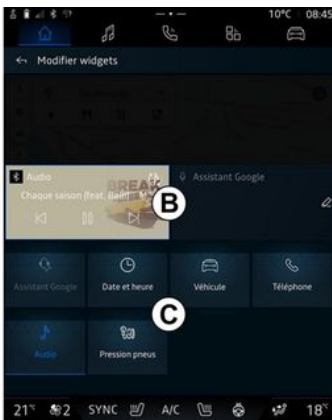 10°C 08:45
Modifier widgets
Audio
Assistant Google
Chaque saison (feat.
BREAK
B
Assistant Google
Date et heure
Véhicule
Téléphone
C
Audio
Pression pneus
21° 2 SYNC A/C 18°